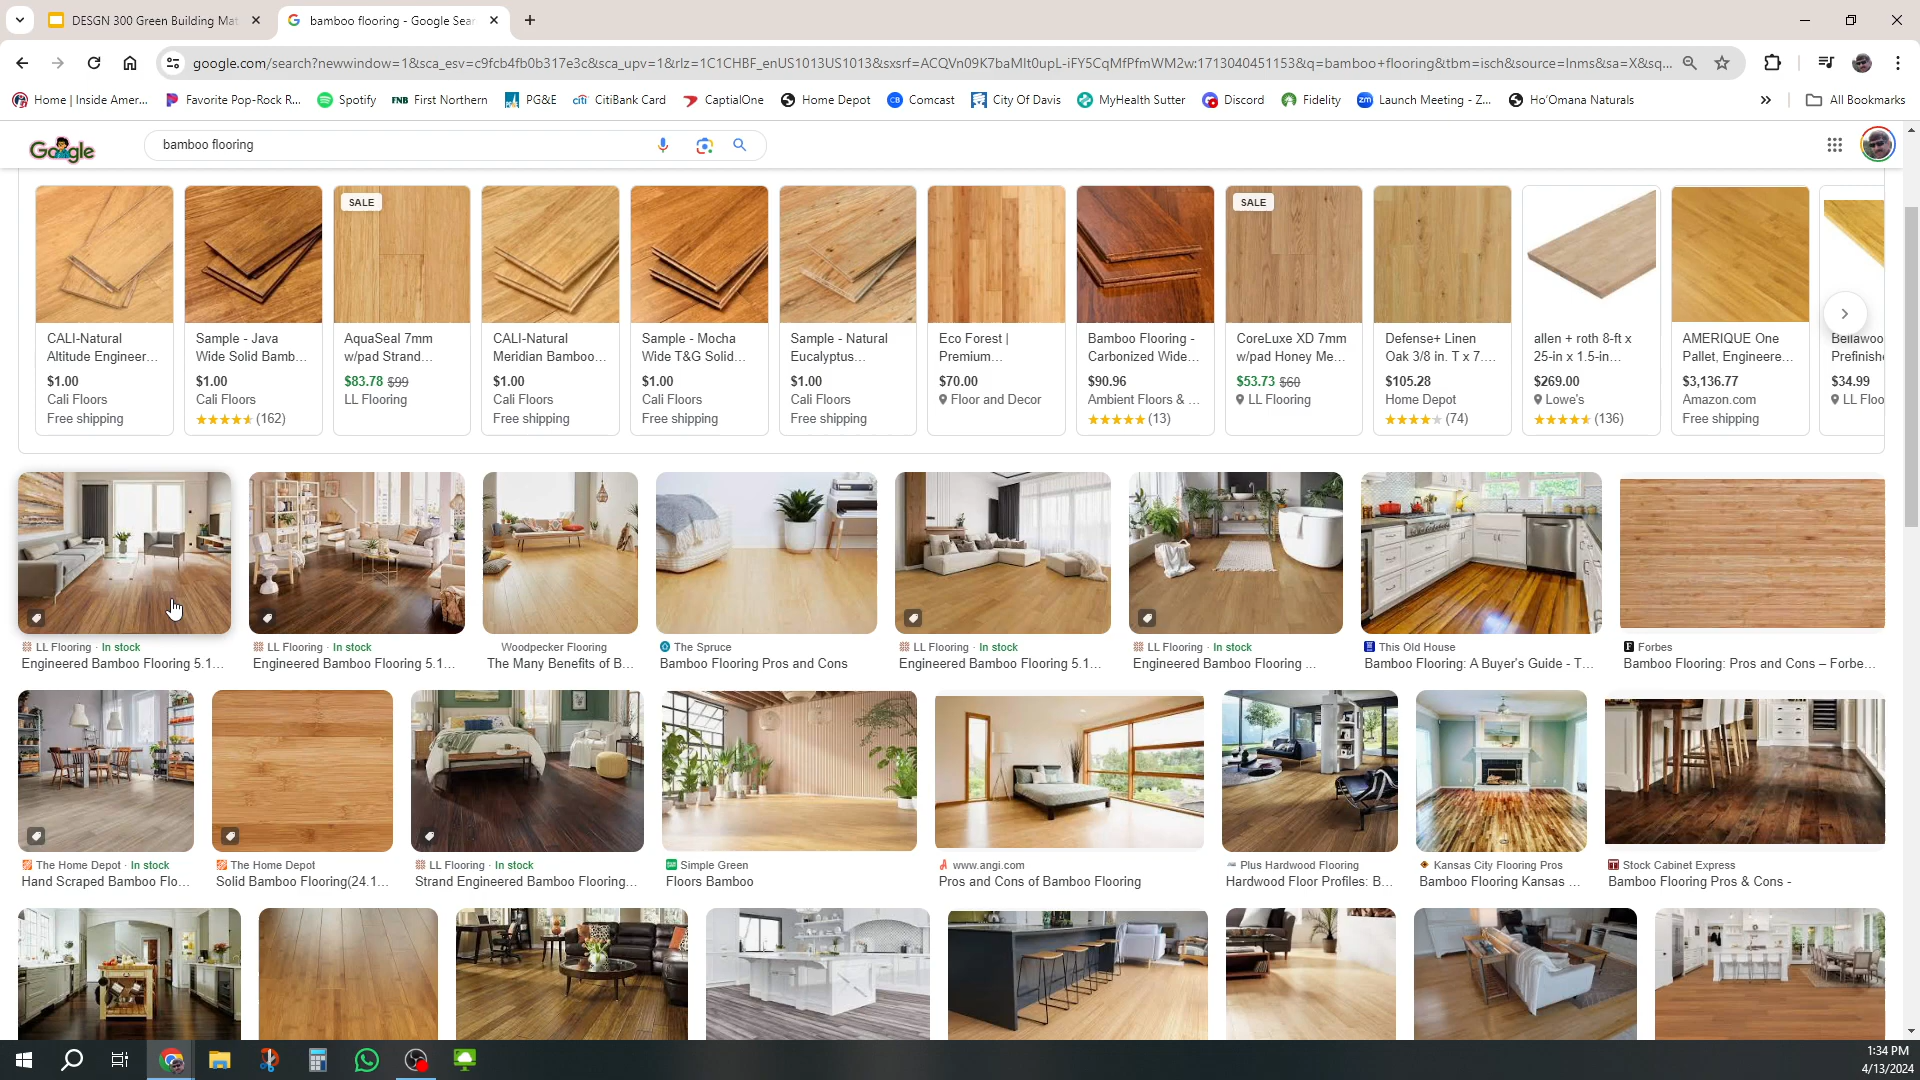 DESGN 300 Green Building Mat
bamboo flooring - Google Sear
google.com/search?newwindow=1&sca_esv=c9fcb4fb0b317e3c&sca_upv=1&rlz=1C1CHBF_enUS1013US1013&sxsrf=ACQVn09K7baMIt0upL-iFY5CqMfPfmWM2w:1713040451153&q=bamboo+flooring&tbm=isch&source=lnms&sa=X&sq...
Home | Inside Amer...
Favorite Pop-Rock R...
Spotify
FNB First Northern
PG&E
citi CitiBank Card
CaptialOne
Home Depot
CB Comcast
City Of Davis
MyHealth Sutter
Discord
Fidelity
zm Launch Meeting - Z...
Ho'Omana Naturals
»
All Bookmarks
Google
bamboo flooring
SALE
SALE
CALI-Natural
Altitude Engineer...
$1.00
Cali Floors
Free shipping
Sample - Java
Wide Solid Bamb...
$1.00
Cali Floors
(162)
AquaSeal 7mm
w/pad Strand...
$83.78 $99
LL Flooring
CALI-Natural
Meridian Bamboo...
$1.00
Cali Floors
Free shipping
Sample - Mocha
Wide T&G Solid...
$1.00
Cali Floors
Free shipping
Sample - Natural
Eucalyptus...
$1.00
Cali Floors
Free shipping
Eco Forest |
Premium...
$70.00
Floor and Decor
Bamboo Flooring -
Carbonized Wide...
$90.96
Ambient Floors & ...
(13)
CoreLuxe XD 7mm
w/pad Honey Me...
$53.73 $60
LL Flooring
Defense+ Linen
Oak 3/8 in. T x 7....
$105.28
Home Depot
(74)
allen + roth 8-ft x
25-in x 1.5-in...
$269.00
Lowe's
(136)
AMERIQUE One
Pallet, Engineere...
$3,136.77
Amazon.com
Free shipping
Bellawoo
Prefinish
$34.99
LL Floo
LL Flooring · In stock
Engineered Bamboo Flooring 5.1...
LL Flooring · In stock
Engineered Bamboo Flooring 5.1...
Woodpecker Flooring
The Many Benefits of B...
The Spruce
Bamboo Flooring Pros and Cons
LL Flooring · In stock
Engineered Bamboo Flooring 5.1...
LL Flooring · In stock
Engineered Bamboo Flooring ...
This Old House
Bamboo Flooring: A Buyer's Guide - T...
F Forbes
Bamboo Flooring: Pros and Cons – Forbe...
The Home Depot · In stock
Hand Scraped Bamboo Flo...
The Home Depot
Solid Bamboo Flooring(24.1...
LL Flooring · In stock
Strand Engineered Bamboo Flooring...
Simple Green
Floors Bamboo
www.angi.com
Pros and Cons of Bamboo Flooring
Plus Hardwood Flooring
Hardwood Floor Profiles: B...
Kansas City Flooring Pros
Bamboo Flooring Kansas ...
Stock Cabinet Express
Bamboo Flooring Pros & Cons -
1:34 PM
4/13/2024